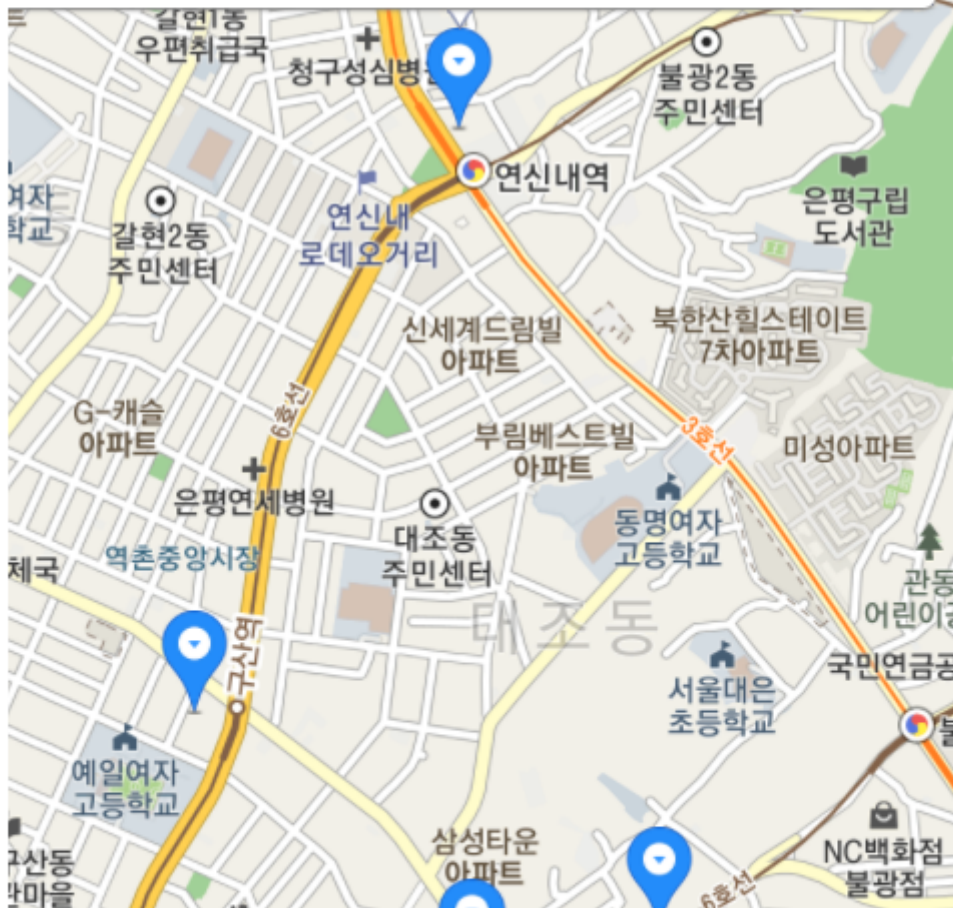 갈현1동
우편취급국
청구성심병원
불광2동
주민센터
연신내역
은평구립
도서관
여자
학교
갈현2동
주민센터
연신내
로데오거리
신세계드림빌
아파트
북한산힐스테이트
7차아파트
6호선
G-캐슬
아파트
3호선
부림베스트빌
아파트
미성아파트
은평연세병원
대조동
주민센터
동명여자
고등학교
역촌중앙시장
체국
관동
어린이공
대조동
구산역
국민연금공
서울대은
초등학교
불
예일여자
고등학교
삼성타운
아파트
NC백화점
불광점
구산동
6호선